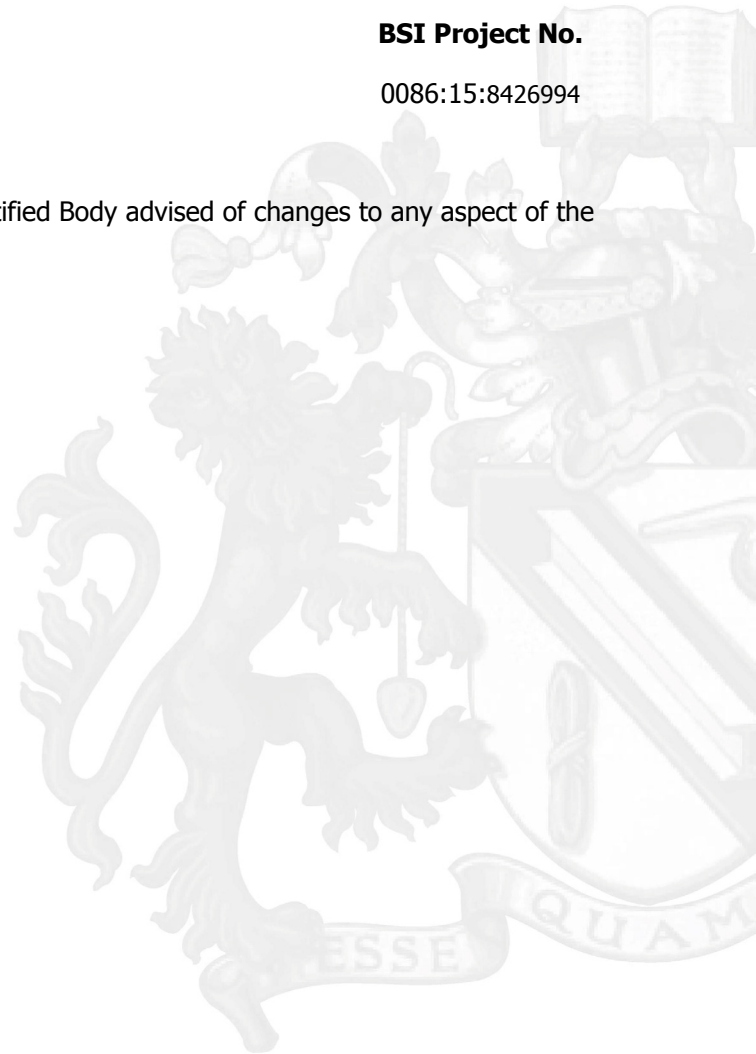 BSI Project No.
0086:15:8426994
tified Body advised of changes to any aspect of the
ESSE
QUAM